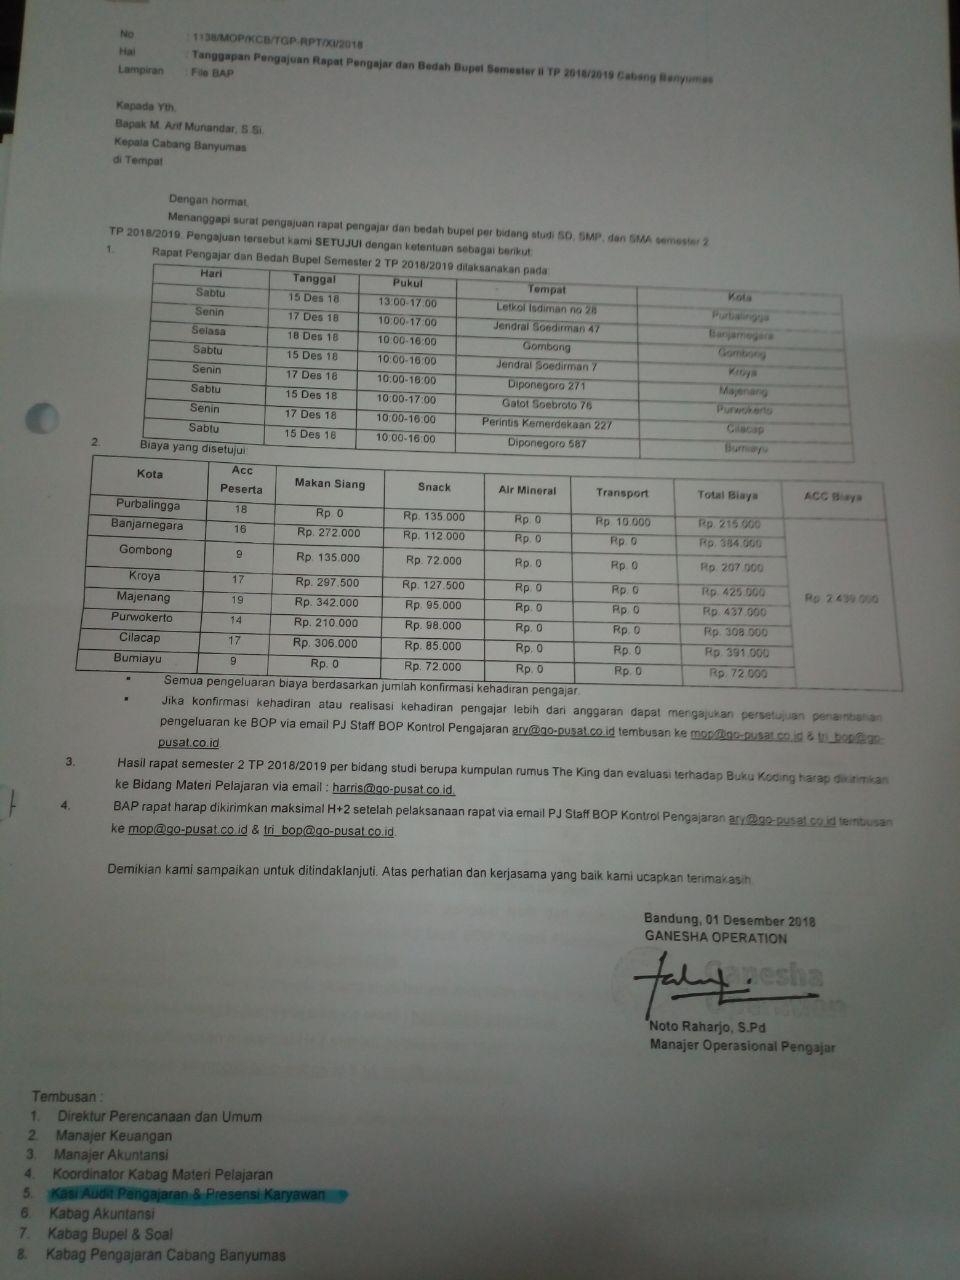 No : 1138/MOP/KCB/TGP-RPT/XI/2018
Hal : Tanggapan Pengajuan Rapat Pengajar dan Bedah Bupel Semester II TP 2018/2019 Cabang Banyumas
Lampiran : File BAP
Kepada Yth,
Bapak M. Arif Munandar, S.Si.
Kepala Cabang Banyumas
di Tempat
Dengan hormat,
Menanggapi surat pengajuan rapat pengajar dan bedah bupel per bidang studi SD, SMP, dan SMA semester 2
TP 2018/2019. Pengajuan tersebut kami SETUJUI dengan ketentuan sebagai berikut:
1. Rapat Pengajar dan Bedah Bupel Semester 2 TP 2018/2019 dilaksanakan pada:
Hari Tanggal Pukul Tempat Kota
Sabtu 15 Des 18 13:00-17:00 Letkol Isdiman no 28 Purbalingga
Senin 17 Des 18 10:00-17:00 Jendral Soedirman 47 Banjarnegara
Selasa 18 Des 18 10:00-16:00 Gombong Gombong
Sabtu 15 Des 18 10:00-16:00 Jendral Soedirman 7 Kroya
Senin 17 Des 18 10:00-16:00 Diponegoro 271 Majenang
Sabtu 15 Des 18 10:00-17:00 Gatot Soebroto 76 Purwokerto
Senin 17 Des 18 10:00-16:00 Perintis Kemerdekaan 227 Cilacap
Sabtu 15 Des 18 10:00-16:00 Diponegoro 587 Bumiayu
2. Biaya yang disetujui:
Kota Acc Peserta Makan Siang Snack Air Mineral Transport Total Biaya ACC Biaya
Purbalingga 18 Rp. 0 Rp. 135.000 Rp. 0 Rp. 10.000 Rp. 215.000
Banjarnegara 16 Rp. 272.000 Rp. 112.000 Rp. 0 Rp. 0 Rp. 384.000
Gombong 9 Rp. 135.000 Rp. 72.000 Rp. 0 Rp. 0 Rp. 207.000
Kroya 17 Rp. 297.500 Rp. 127.500 Rp. 0 Rp. 0 Rp. 425.000 Rp. 2.439.000
Majenang 19 Rp. 342.000 Rp. 95.000 Rp. 0 Rp. 0 Rp. 437.000
Purwokerto 14 Rp. 210.000 Rp. 98.000 Rp. 0 Rp. 0 Rp. 308.000
Cilacap 17 Rp. 306.000 Rp. 85.000 Rp. 0 Rp. 0 Rp. 391.000
Bumiayu 9 Rp. 0 Rp. 72.000 Rp. 0 Rp. 0 Rp. 72.000
▪ Semua pengeluaran biaya berdasarkan jumlah konfirmasi kehadiran pengajar.
▪ Jika konfirmasi kehadiran atau realisasi kehadiran pengajar lebih dari anggaran dapat mengajukan persetujuan penambahan
pengeluaran ke BOP via email PJ Staff BOP Kontrol Pengajaran ary@go-pusat.co.id tembusan ke mop@go-pusat.co.id & tri_bop@go-
pusat.co.id.
3. Hasil rapat semester 2 TP 2018/2019 per bidang studi berupa kumpulan rumus The King dan evaluasi terhadap Buku Koding harap dikirimkan
ke Bidang Materi Pelajaran via email : harris@go-pusat.co.id.
4. BAP rapat harap dikirimkan maksimal H+2 setelah pelaksanaan rapat via email PJ Staff BOP Kontrol Pengajaran ary@go-pusat.co.id tembusan
ke mop@go-pusat.co.id & tri_bop@go-pusat.co.id.
Demikian kami sampaikan untuk ditindaklanjuti. Atas perhatian dan kerjasama yang baik kami ucapkan terimakasih.
Bandung, 01 Desember 2018
GANESHA OPERATION
Ganesha
Operation
Noto Raharjo, S.Pd
Manajer Operasional Pengajar
Tembusan :
1. Direktur Perencanaan dan Umum
2. Manajer Keuangan
3. Manajer Akuntansi
4. Koordinator Kabag Materi Pelajaran
5. Kasi Audit Pengajaran & Presensi Karyawan
6. Kabag Akuntansi
7. Kabag Bupel & Soal
8. Kabag Pengajaran Cabang Banyumas